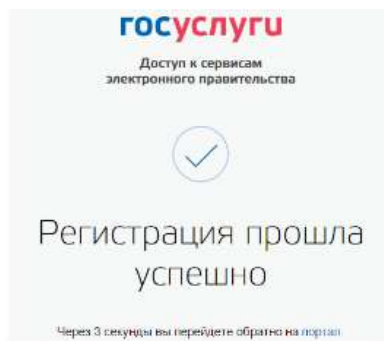 госуслуги
Доступ к сервисам
электронного правительства
Регистрация прошла
успешно
Через 3 секунды вы перейдете обратно на портал